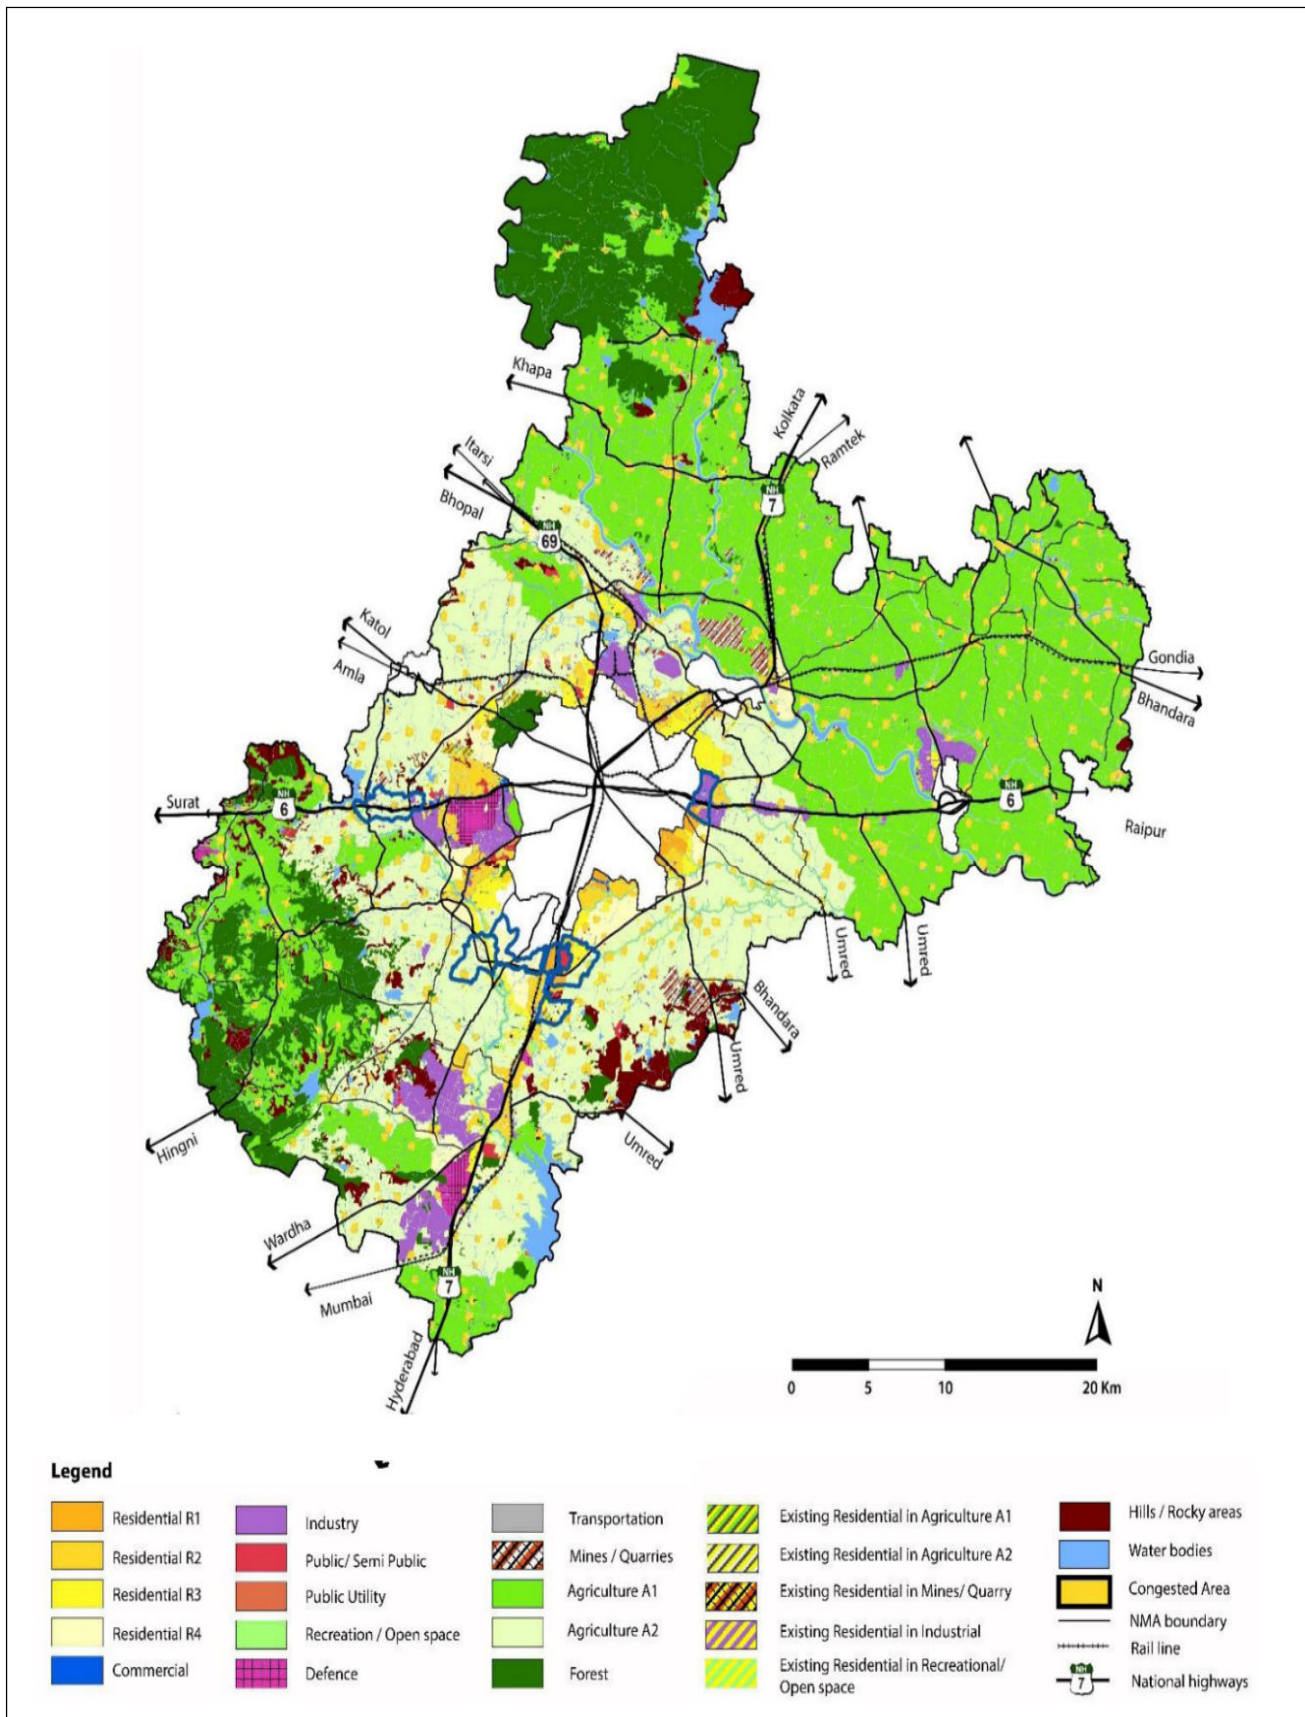 Khapa
Kolkata
Ramtek
Itarsi
Bhopal
NH
7
NH
69
Katol
Amla
Gondia
Bhandara
Surat
NH
6
NH
6
Raipur
Umred
Umred
Bhandara
Umred
Umred
Hingni
Wardha
Mumbai
NH
7
Hyderabad
N
0 5 10 20 Km
Legend
Residential R1
Residential R2
Residential R3
Residential R4
Commercial
Industry
Public/ Semi Public
Public Utility
Recreation / Open space
Defence
Transportation
Mines / Quarries
Agriculture A1
Agriculture A2
Forest
Existing Residential in Agriculture A1
Existing Residential in Agriculture A2
Existing Residential in Mines/ Quarry
Existing Residential in Industrial
Existing Residential in Recreational/
Open space
Hills / Rocky areas
Water bodies
Congested Area
NMA boundary
Rail line
NH
7
National highways